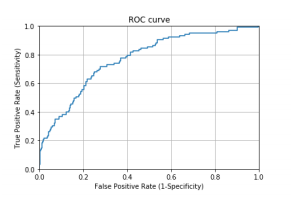 ROC curve
1.0
0.8
0.6
0.4
0.2
0.0
True Positive Rate (Sensitivity)
0.0 0.2 0.4 0.6 0.8 1.0
False Positive Rate (1-Specificity)